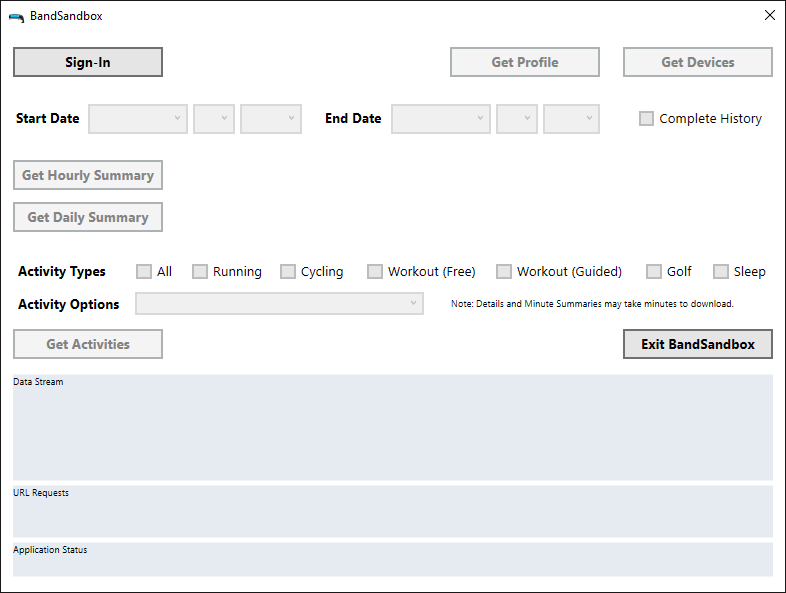 BandSandbox
Sign-In Get Profile Get Devices
Start Date End Date Complete History
Get Hourly Summary
Get Daily Summary
Activity Types All Running Cycling Workout (Free) Workout (Guided) Golf Sleep
Activity Options Note: Details and Minute Summaries may take minutes to download.
Get Activities Exit BandSandbox
Data Stream
URL Requests
Application Status